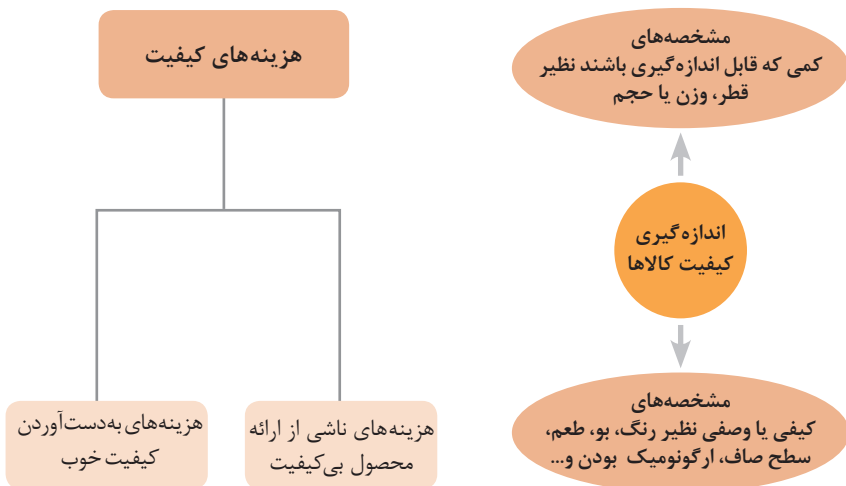 مشخصه‌های
کمی که قابل اندازه‌گیری باشند نظیر
قطر، وزن یا حجم
اندازه‌گیری
کیفیت کالاها
مشخصه‌های
کیفی یا وصفی نظیر رنگ، بو، طعم،
سطح صاف، ارگونومیک بودن و...
هزینه‌های کیفیت
هزینه‌های ناشی از ارائه
محصول بی‌کیفیت
هزینه‌های به‌دست‌آوردن
کیفیت خوب